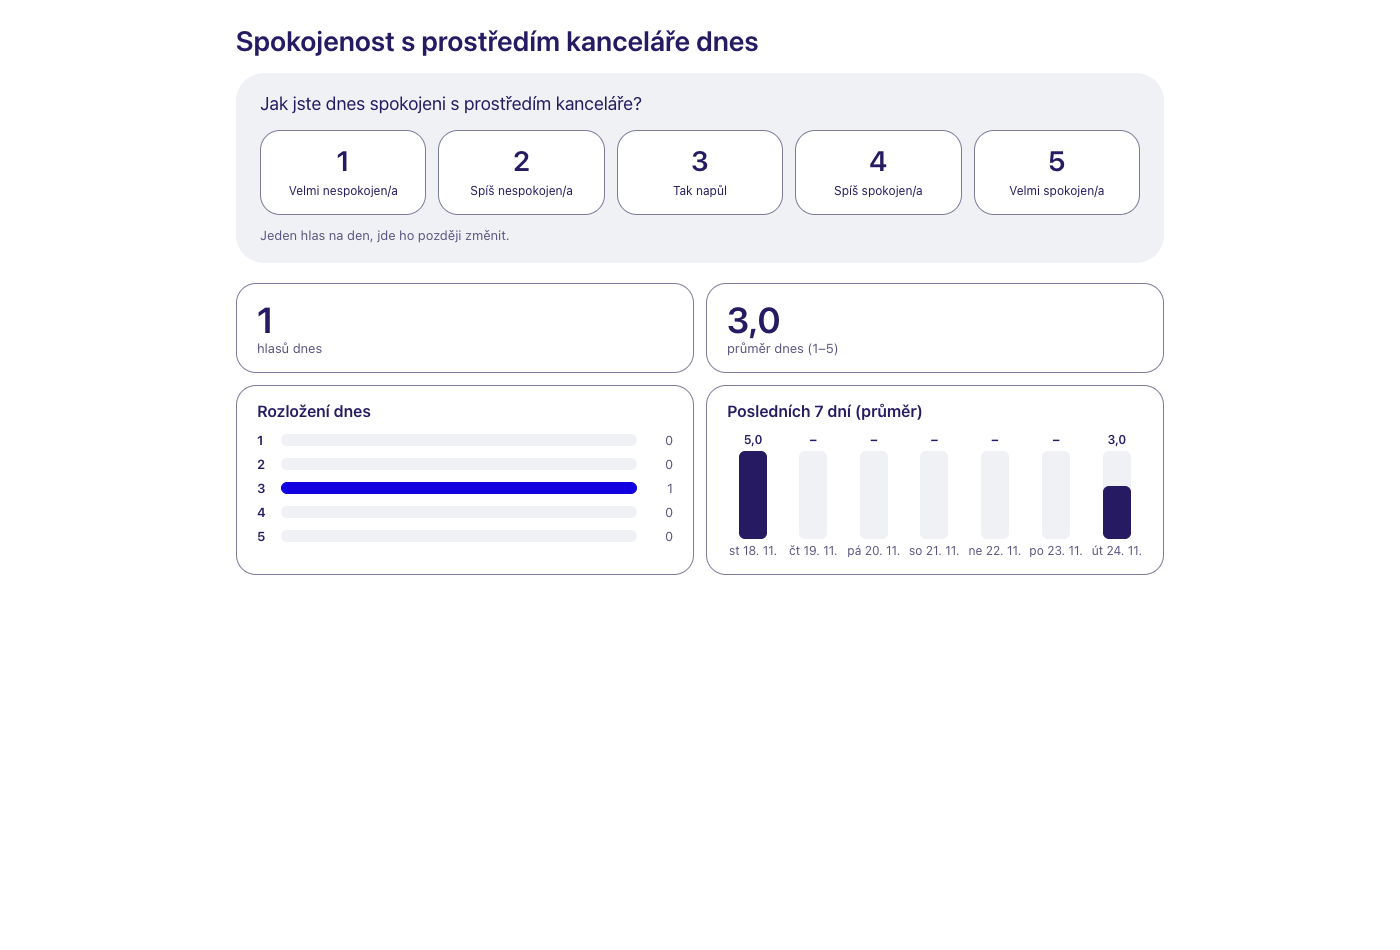 Spokojenost s prostředím kanceláře dnes
Jak jste dnes spokojeni s prostředím kanceláře?
1
Velmi nespokojen/a
2
Spíš nespokojen/a
3
Tak napůl
4
Spíš spokojen/a
5
Velmi spokojen/a
Jeden hlas na den, jde ho později změnit.
1
hlasů dnes
3,0
průměr dnes (1–5)
Rozložení dnes
1 0
2 0
3 1
4 0
5 0
Posledních 7 dní (průměr)
5,0 – – – – – 3,0
st 18. 11. čt 19. 11. pá 20. 11. so 21. 11. ne 22. 11. po 23. 11. út 24. 11.